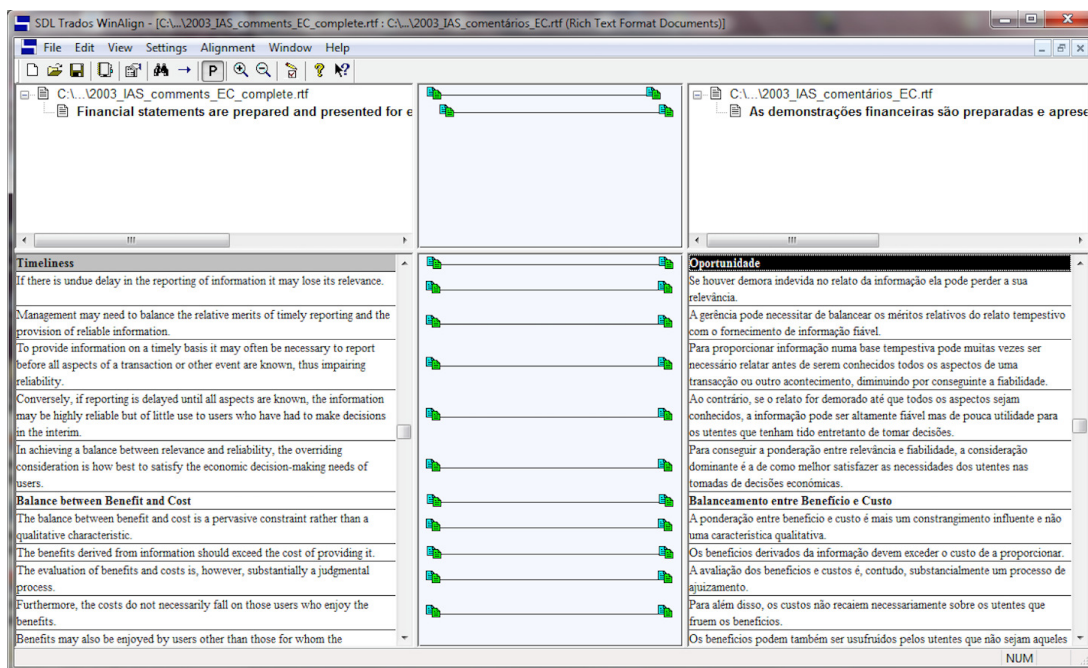 SDL Trados WinAlign - [C:\...\2003_IAS_comments_EC_complete.rtf : C:\...\2003_IAS_comentários_EC.rtf (Rich Text Format Documents)]
File Edit View Settings Alignment Window Help
P
C:\...\2003_IAS_comments_EC_complete.rtf
Financial statements are prepared and presented for e
C:\...\2003_IAS_comentários_EC.rtf
As demonstrações financeiras são preparadas e aprese
Timeliness
If there is undue delay in the reporting of information it may lose its relevance.
Management may need to balance the relative merits of timely reporting and the
provision of reliable information.
To provide information on a timely basis it may often be necessary to report
before all aspects of a transaction or other event are known, thus impairing
reliability.
Conversely, if reporting is delayed until all aspects are known, the information
may be highly reliable but of little use to users who have had to make decisions
in the interim.
In achieving a balance between relevance and reliability, the overriding
consideration is how best to satisfy the economic decision-making needs of
users.
Balance between Benefit and Cost
The balance between benefit and cost is a pervasive constraint rather than a
qualitative characteristic.
The benefits derived from information should exceed the cost of providing it.
The evaluation of benefits and costs is, however, substantially a judgmental
process.
Furthermore, the costs do not necessarily fall on those users who enjoy the
benefits.
Benefits may also be enjoyed by users other than those for whom the
Oportunidade
Se houver demora indevida no relato da informação ela pode perder a sua
relevância.
A gerência pode necessitar de balancear os méritos relativos do relato tempestivo
com o fornecimento de informação fiável.
Para proporcionar informação numa base tempestiva pode muitas vezes ser
necessário relatar antes de serem conhecidos todos os aspectos de uma
transacção ou outro acontecimento, diminuindo por conseguinte a fiabilidade.
Ao contrário, se o relato for demorado até que todos os aspectos sejam
conhecidos, a informação pode ser altamente fiável mas de pouca utilidade para
os utentes que tenham tido entretanto de tomar decisões.
Para conseguir a ponderação entre relevância e fiabilidade, a consideração
dominante é a de como melhor satisfazer as necessidades dos utentes nas
tomadas de decisões económicas.
Balanceamento entre Benefício e Custo
A ponderação entre benefício e custo é mais um constrangimento influente e não
uma característica qualitativa.
Os benefícios derivados da informação devem exceder o custo de a proporcionar.
A avaliação dos benefícios e custos é, contudo, substancialmente um processo de
ajuizamento.
Para além disso, os custos não recaiem necessariamente sobre os utentes que
fruem os benefícios.
Os benefícios podem também ser usufruídos pelos utentes que não sejam aqueles
NUM